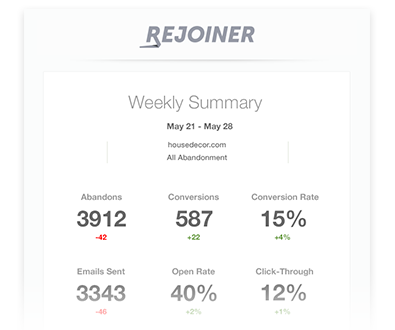 REJOINER
Weekly Summary
May 21 - May 28
housedecor.com
All Abandonment
Abandons Conversions Conversion Rate
3912 587 15%
-42 +22 +4%
Emails Sent Open Rate Click-Through
3343 40% 12%
-46 +2% +1%